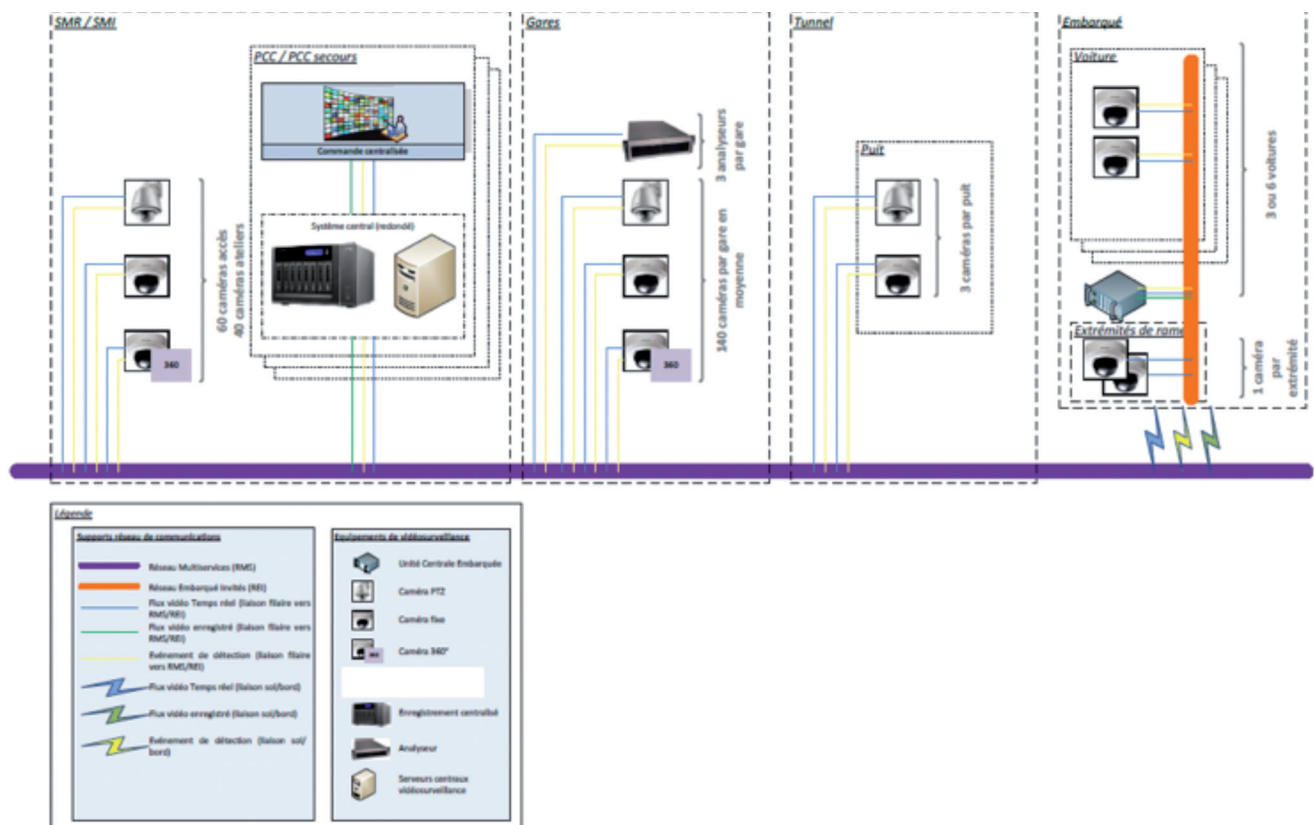 SMR / SMI
PCC / PCC secours
Commande centralisée
Système central (redondé)
60 caméras accès
40 caméras ateliers
360
Gares
3 analyseurs
par gare
140 caméras par gare en
moyenne
360
Tunnel
Puit
3 caméras par puit
Embarqué
Voiture
3 ou 6 voitures
Extrémités de rame
1 caméra
par
extrémité
Légende
Supports réseau de communications
Réseau Multiservices (RMS)
Réseau Embarqué Invités (REI)
Flux vidéo Temps réel (liaison filaire vers
RMS/REI)
Flux vidéo enregistré (liaison filaire vers
RMS/REI)
Evénement de détection (liaison filaire
vers RMS/REI)
Flux vidéo Temps réel (liaison sol/bord)
Flux vidéo enregistré (liaison sol/bord)
Evénement de détection (liaison sol/
bord)
Equipements de vidéosurveillance
Unité Centrale Embarquée
Caméra PTZ
Caméra fixe
360
Caméra 360°
Enregistrement centralisé
Analyseur
Serveurs centraux
vidéosurveillance